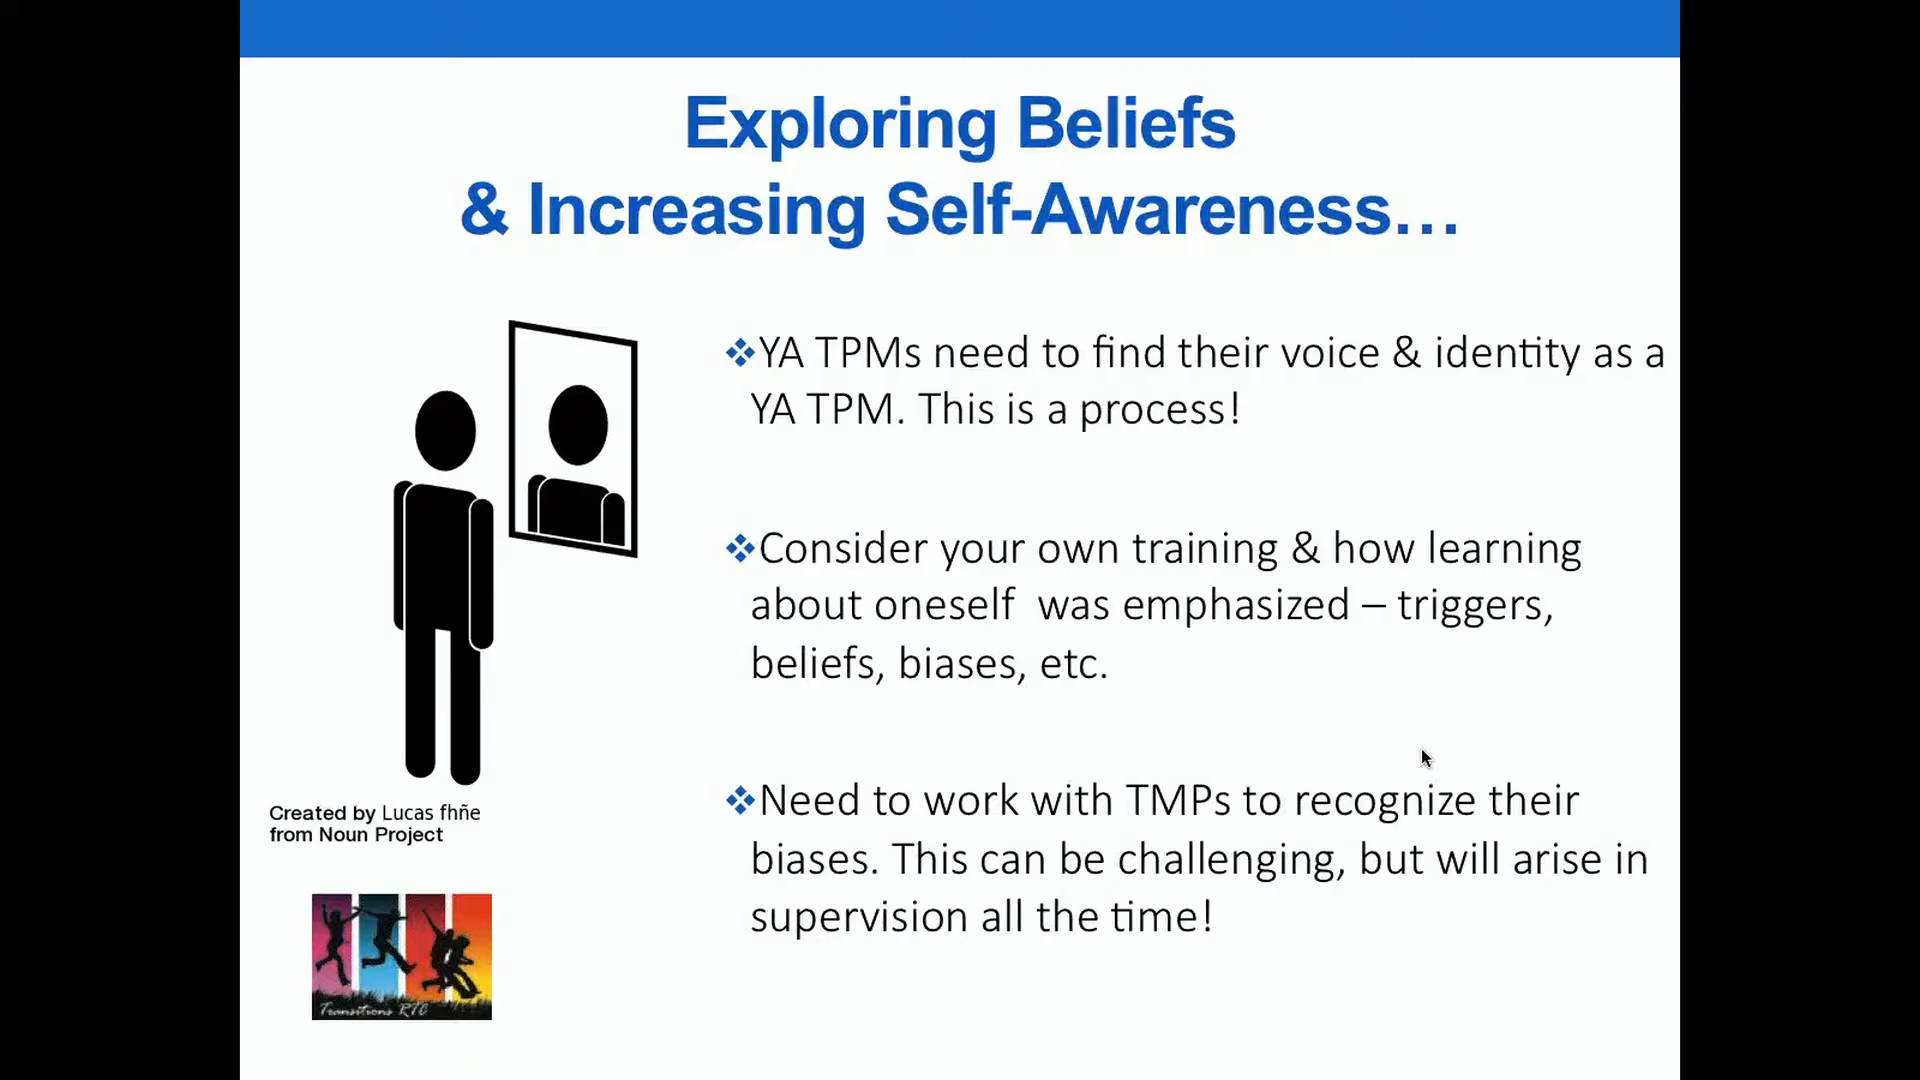 Exploring Beliefs
& Increasing Self-Awareness...
❖YA TPMs need to find their voice & identity as a
YA TPM. This is a process!
❖Consider your own training & how learning
about oneself was emphasized – triggers,
beliefs, biases, etc.
❖Need to work with TMPs to recognize their
biases. This can be challenging, but will arise in
supervision all the time!
Created by Lucas fhñe
from Noun Project
Transitions RTC